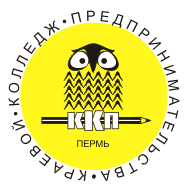 КРАЕВОЙ • КОЛЛЕДЖ • ПРЕДПРИНИМАТЕЛЬСТВА •
ККП
ПЕРМЬ